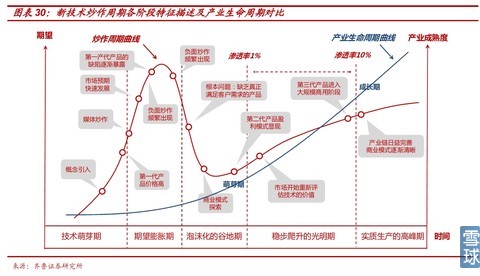 图表 30：新技术炒作周期各阶段特征描述及产业生命周期对比
期望
炒作周期曲线
产业生命周期曲线
产业成熟度
第一产代产品的
缺陷逐渐暴露
负面炒作
频繁出现
渗透率1%
渗透率10%
市场预期
快速发展
根本问题：缺乏真正
满足客户需求的产品
第三代产品进入
大规模商用阶段
成长期
媒体炒作
负面炒作
频繁出现
第二代产品盈
利模式显现
产业链日益完善
商业模式逐渐清晰
概念引入
第一代产
品价格高
萌芽期
市场开始重新评
估技术的价值
商业模式
探索
技术萌芽期
期望膨胀期
泡沫化的谷地期
稳步爬升的光明期
实质生产的高峰期
时间
来源：齐鲁证券研究所
雪球